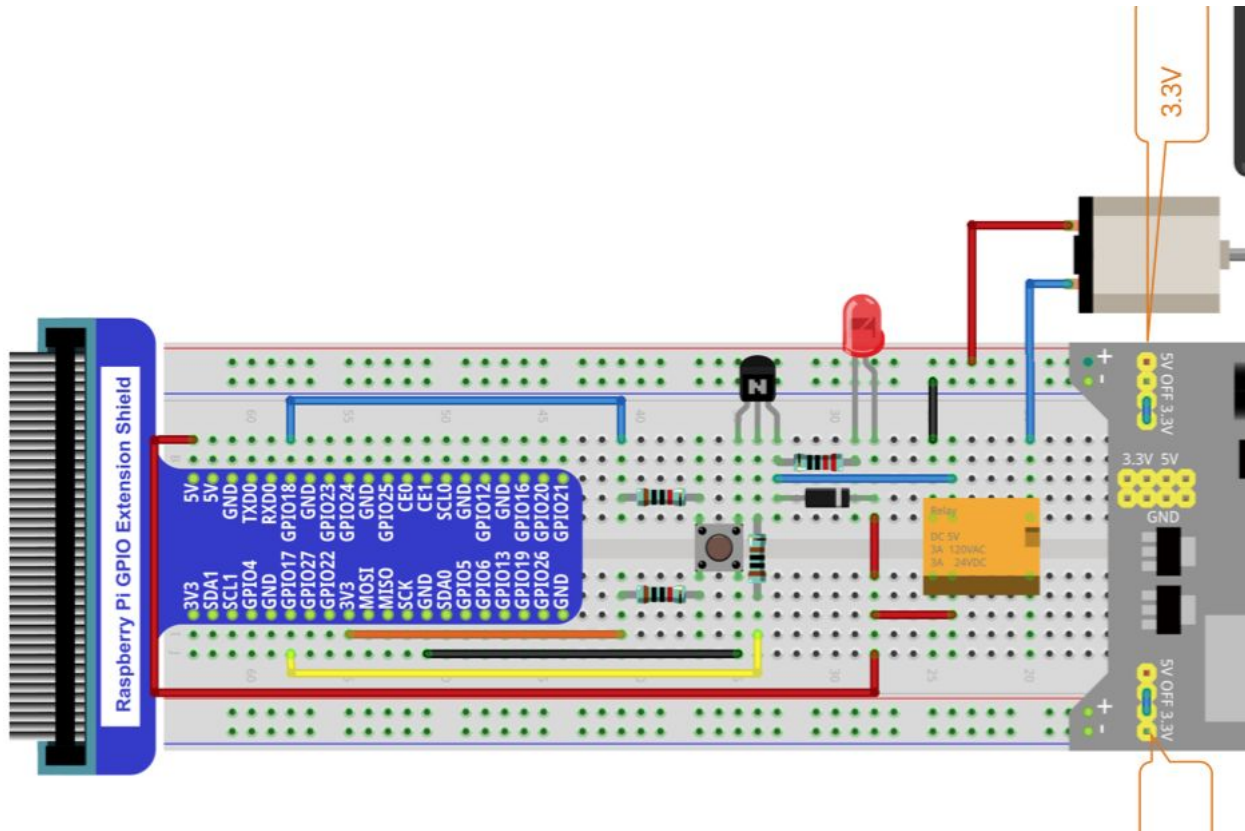 3.3V
Raspberry Pi GPIO Extension Shield
5V
5V
GND
TXD0
RXD0
GPIO18
GND
GPIO23
GPIO24
GND
GPIO25
CE0
CE1
SCL0
GND
GPIO12
GND
GPIO16
GPIO20
GPIO21
3V3
SDA1
SCL1
GPIO4
GND
GPIO17
GPIO27
GPIO22
3V3
MOSI
MISO
SCK
GND
SDA0
GPIO5
GPIO6
GPIO13
GPIO19
GPIO26
GND
60
55
50
45
40
30
20
N
Relay
DC 5V
3A 120VAC
3A 24VDC
+
-
5V OFF 3.3V
3.3V 5V
GND
60
30
25
20
5V OFF 3.3V
+
-